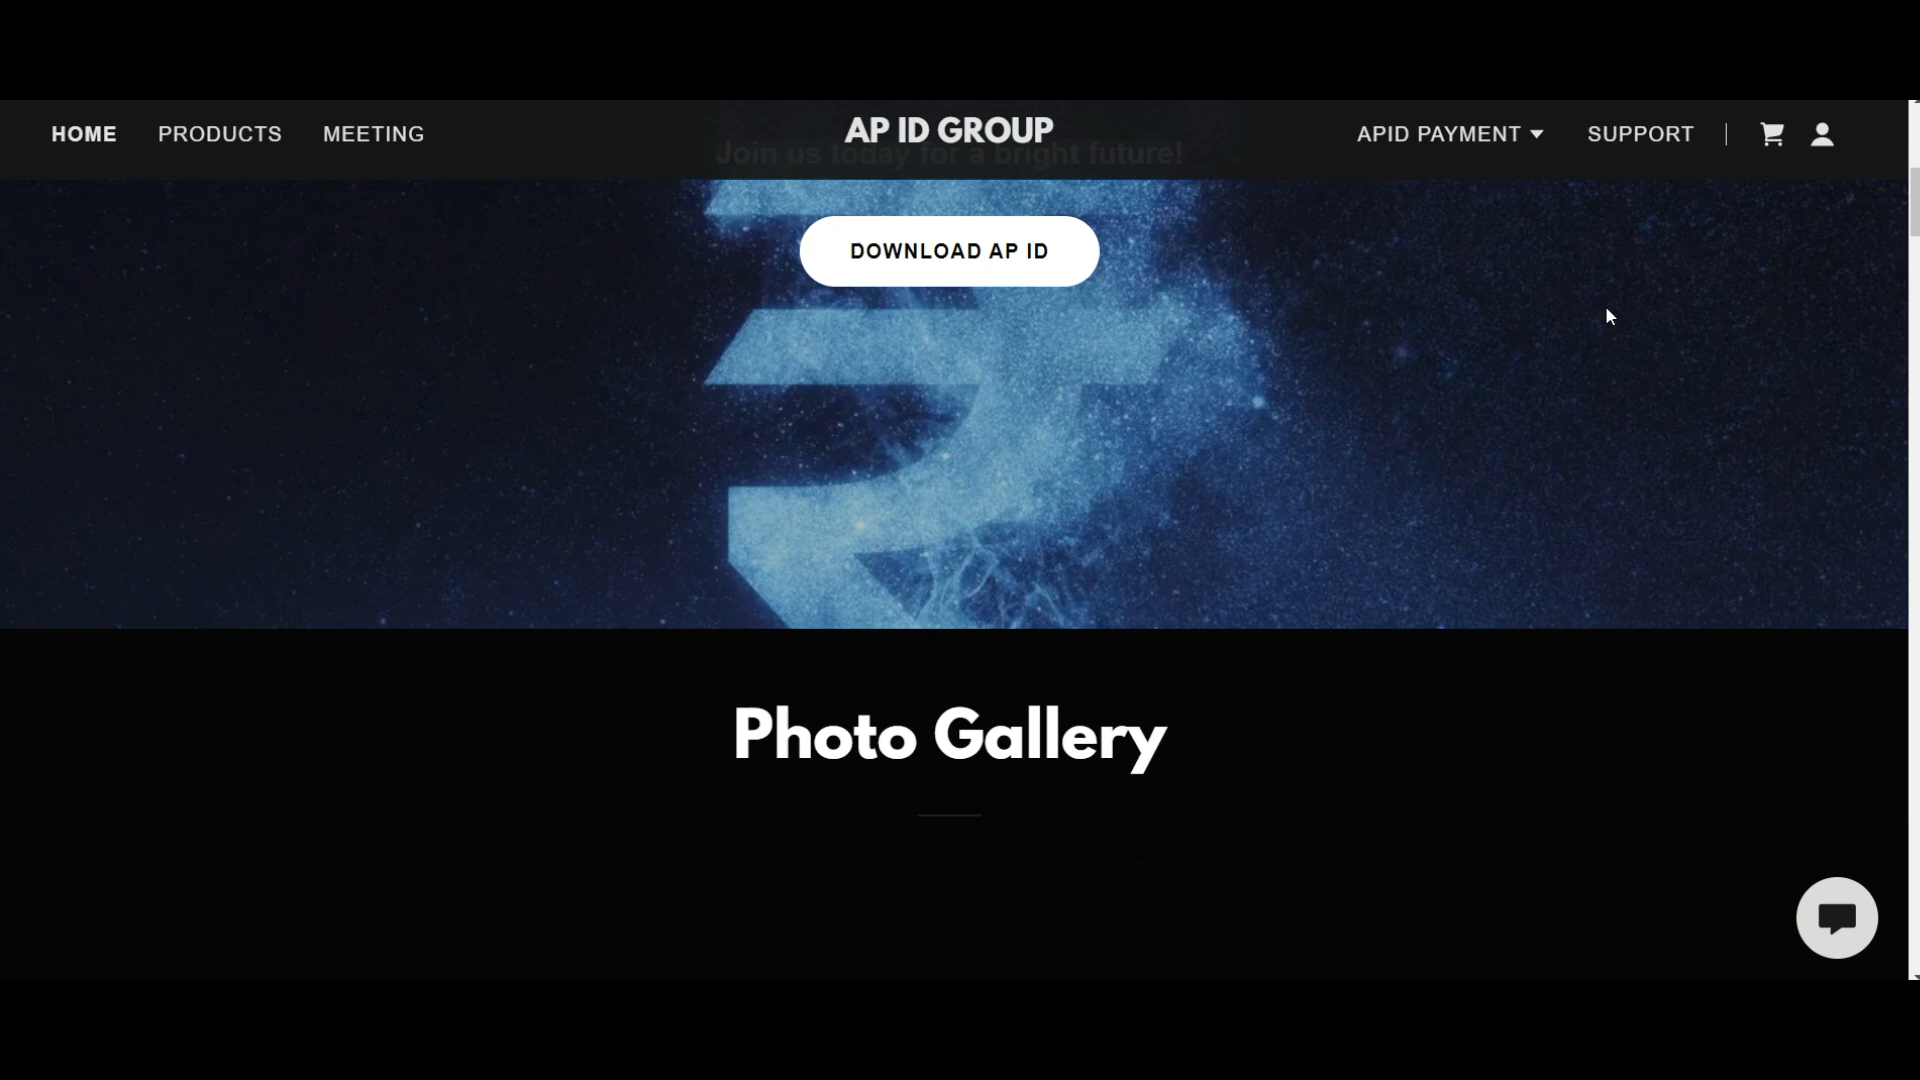 HOME PRODUCTS MEETING AP ID GROUP APID PAYMENT SUPPORT
Join us today for a bright future!
DOWNLOAD AP ID
₹
Photo Gallery